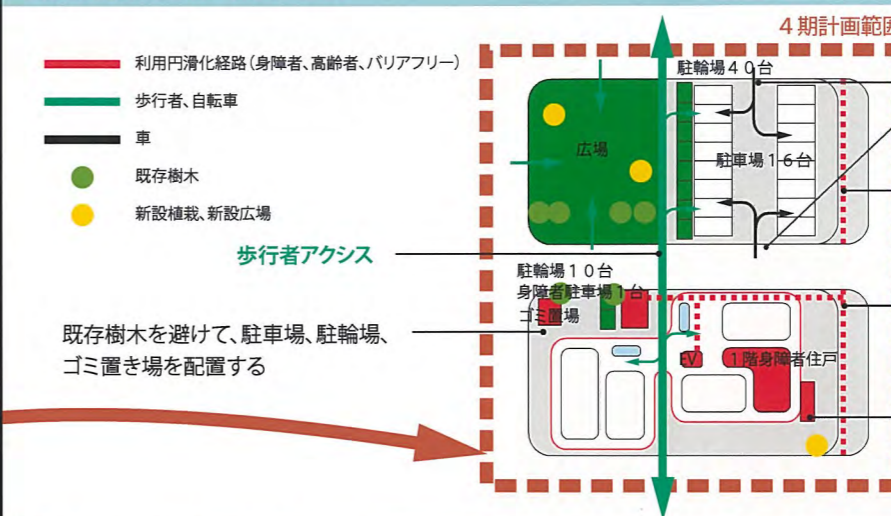 4期計画範囲
利用円滑化経路(身障者、高齢者、バリアフリー)
歩行者、自転車
車
既存樹木
新設植栽、新設広場
歩行者アクシス
既存樹木を避けて、駐車場、駐輪場、
ゴミ置き場を配置する
駐輪場40台
広場
駐車場16台
駐輪場10台
身障者駐車場1台
ゴミ置場
EV
1階身障者住戸